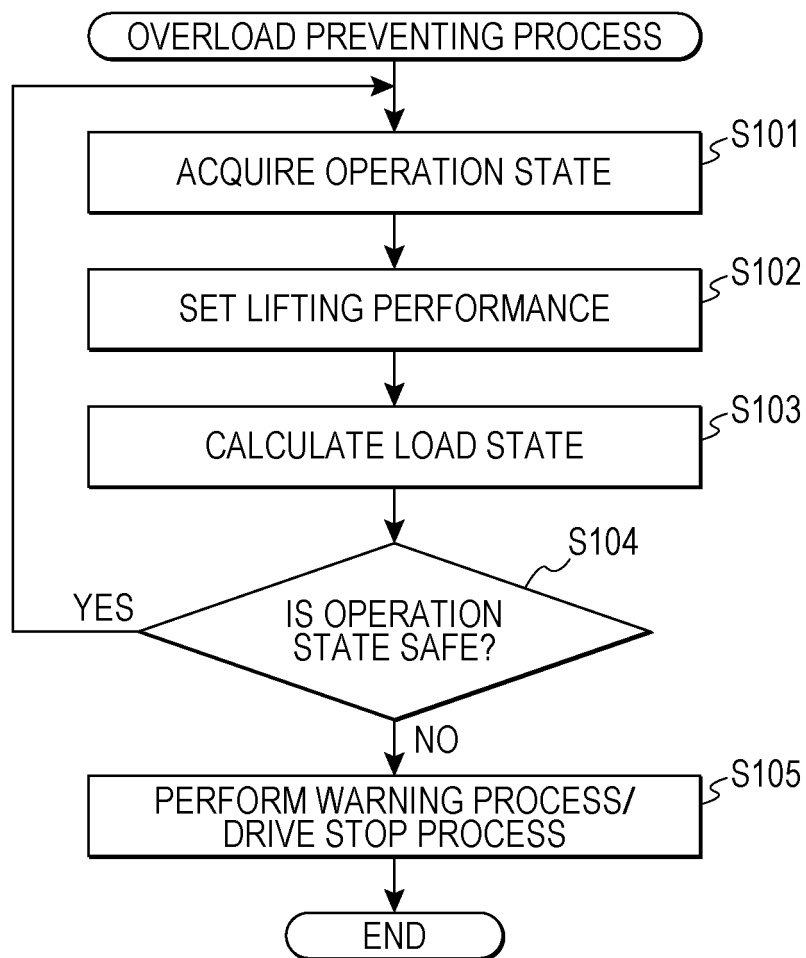 OVERLOAD PREVENTING PROCESS
S101
ACQUIRE OPERATION STATE
S102
SET LIFTING PERFORMANCE
S103
CALCULATE LOAD STATE
S104
YES
IS OPERATION
STATE SAFE?
NO
S105
PERFORM WARNING PROCESS/
DRIVE STOP PROCESS
END